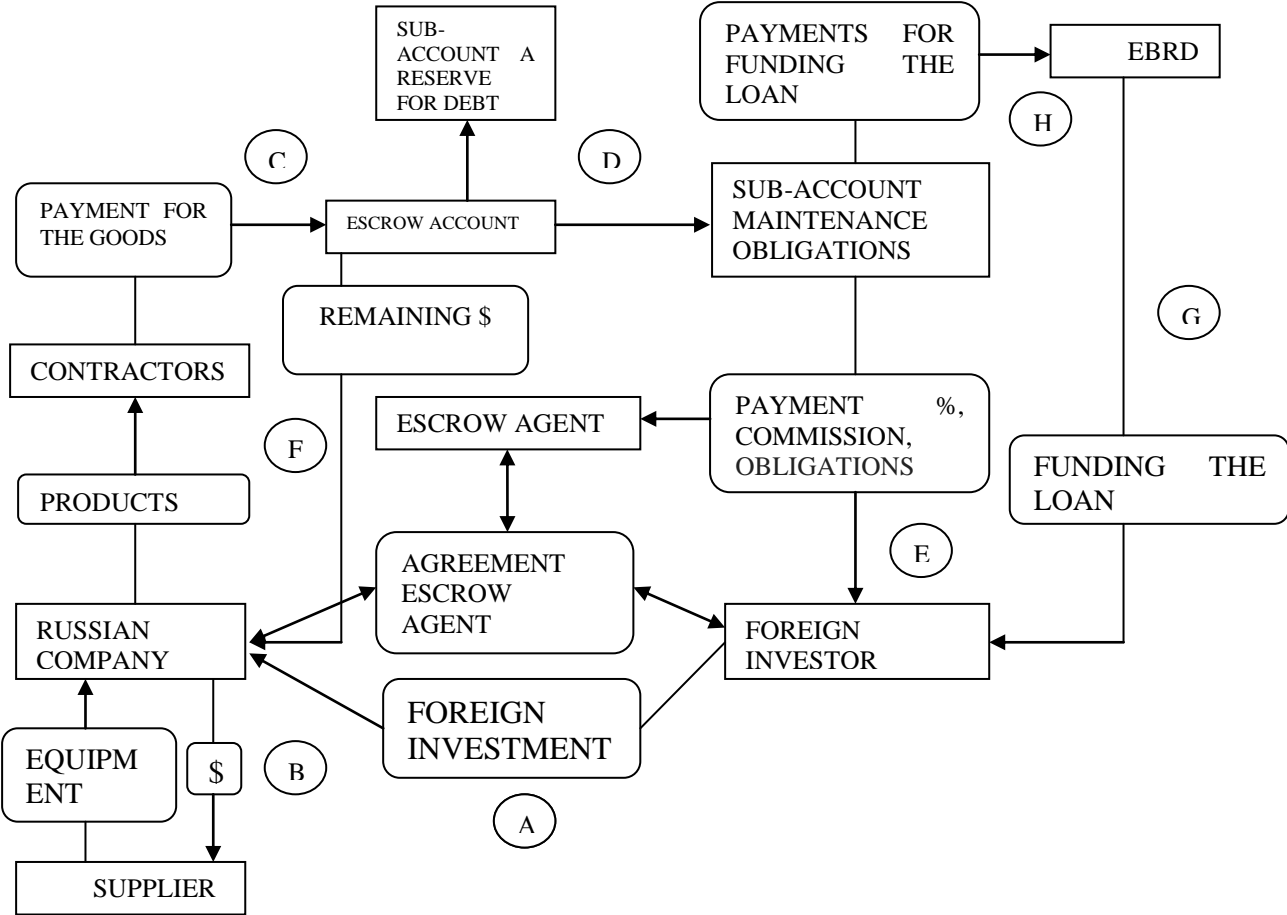 SUB-
ACCOUNT A
RESERVE
FOR DEBT
PAYMENTS FOR
FUNDING THE
LOAN
EBRD
H
C
D
PAYMENT FOR
THE GOODS
ESCROW ACCOUNT
SUB-ACCOUNT
MAINTENANCE
OBLIGATIONS
REMAINING $
G
CONTRACTORS
ESCROW AGENT
PAYMENT %,
COMMISSION,
OBLIGATIONS
F
FUNDING THE
LOAN
PRODUCTS
E
AGREEMENT
ESCROW
AGENT
RUSSIAN
COMPANY
FOREIGN
INVESTOR
FOREIGN
INVESTMENT
EQUIPM
ENT
$
B
A
SUPPLIER